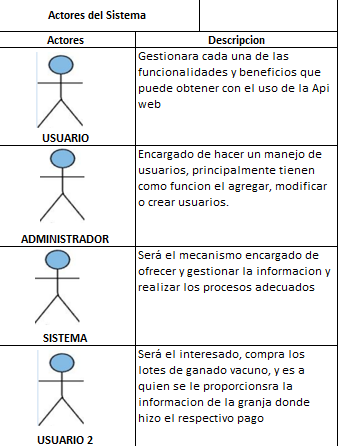 Actores del Sistema
Actores
Descripcion
Gestionara cada una de las
funcionalidades y beneficios que
puede obtener con el uso de la Api
web
USUARIO
Encargado de hacer un manejo de
usuarios, principalmente tienen
como funcion el agregar, modificar
o crear usuarios.
ADMINISTRADOR
Será el mecanismo encargado de
ofrecer y gestionar la informacion y
realizar los procesos adecuados
SISTEMA
Será el interesado, compra los
lotes de ganado vacuno, y es a
quien se le proporcionsra la
informacion de la granja donde
hizo el respectivo pago
USUARIO 2